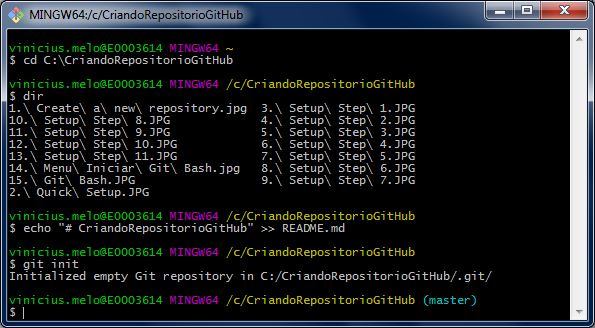 MINGW64:/c/CriandoRepositorioGitHub
vinicius.melo@E0003614 MINGW64 ~
$ cd C:\CriandoRepositorioGitHub
vinicius.melo@E0003614 MINGW64 /c/CriandoRepositorioGitHub
$ dir
1.\ Create\ a\ new\ repository.jpg  3.\ Setup\ Step\ 1.JPG
10.\ Setup\ Step\ 8.JPG  4.\ Setup\ Step\ 2.JPG
11.\ Setup\ Step\ 9.JPG  5.\ Setup\ Step\ 3.JPG
12.\ Setup\ Step\ 10.JPG  6.\ Setup\ Step\ 4.JPG
13.\ Setup\ Step\ 11.JPG  7.\ Setup\ Step\ 5.JPG
14.\ Menu\ Iniciar\ Git\ Bash.jpg  8.\ Setup\ Step\ 6.JPG
15.\ Git\ Bash.JPG  9.\ Setup\ Step\ 7.JPG
2.\ Quick\ Setup.JPG
vinicius.melo@E0003614 MINGW64 /c/CriandoRepositorioGitHub
$ echo "# CriandoRepositorioGitHub" >> README.md
vinicius.melo@E0003614 MINGW64 /c/CriandoRepositorioGitHub
$ git init
Initialized empty Git repository in C:/CriandoRepositorioGitHub/.git/
vinicius.melo@E0003614 MINGW64 /c/CriandoRepositorioGitHub (master)
$